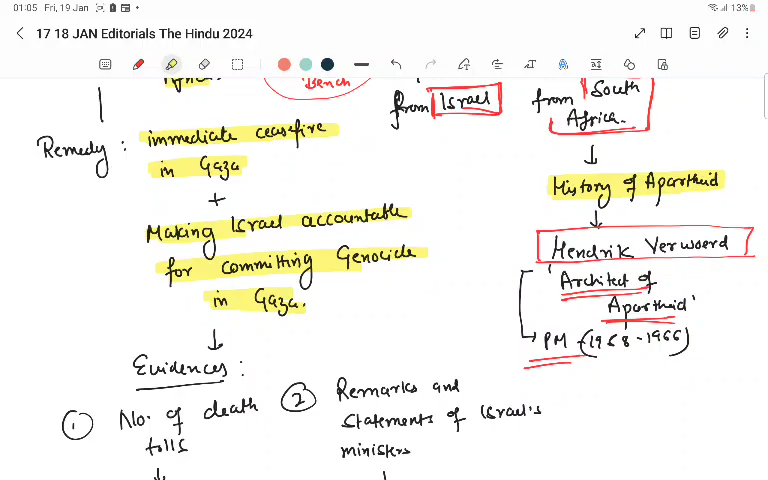 01:05 Fri, 19 Jan
13%
17 18 JAN Editorials The Hindu 2024
Africa.
Bench
from Israel
from South
Africa.
Remedy : immediate ceasefire
in Gaza
+
Making Israel accountable
for committing Genocide
in Gaza.
History of Apartheid
Hendrik Verwoerd
'Architect of
Apartheid'
PM - (1958-1966)
Evidences :
① No. of death
tolls
② Remarks and
statements of Israel's
ministers